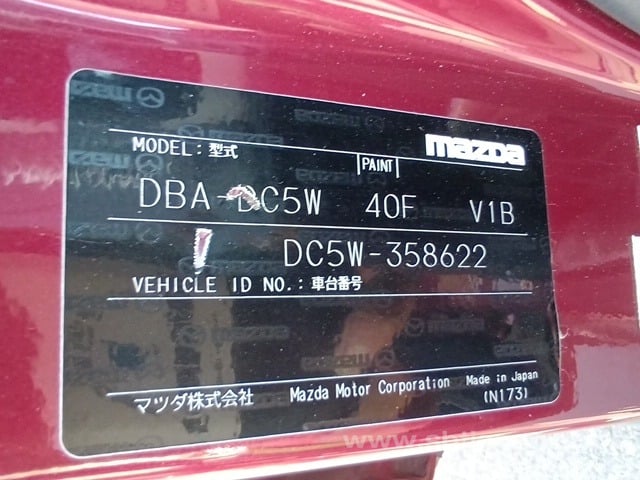 mazda
MODEL: 型式 PAINT
DBA-DC5W 40F V1B
DC5W-358622
VEHICLE ID NO.: 車台番号
マツダ株式会社 Mazda Motor Corporation Made in Japan
(N173)